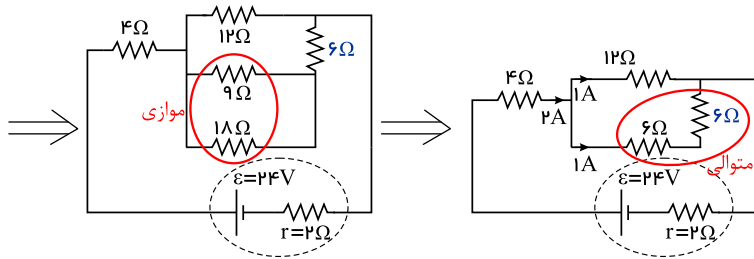 ۴Ω
۱۲Ω
۶Ω
۹Ω
موازی
۱۸Ω
ε=۲۴V
r=۲Ω
۱۲Ω
۴Ω
۱A
۲A
۶Ω
۶Ω
۱A
متوالی
ε=۲۴V
r=۲Ω